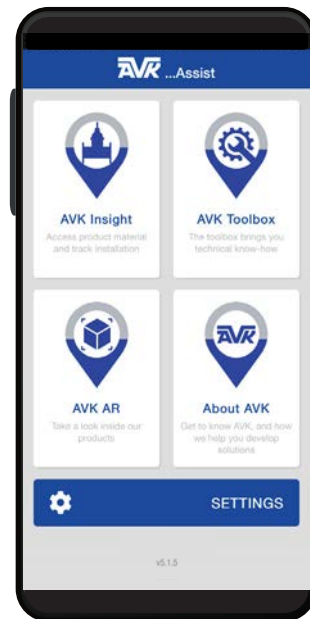 AVK ...Assist
AVK Insight
Access product material
and track installation
AVK Toolbox
The toolbox brings you
technical know-how
AVK AR
Take a look inside our
products
AVK
About AVK
Get to know AVK, and how
we help you develop
solutions
SETTINGS
v5.1.5